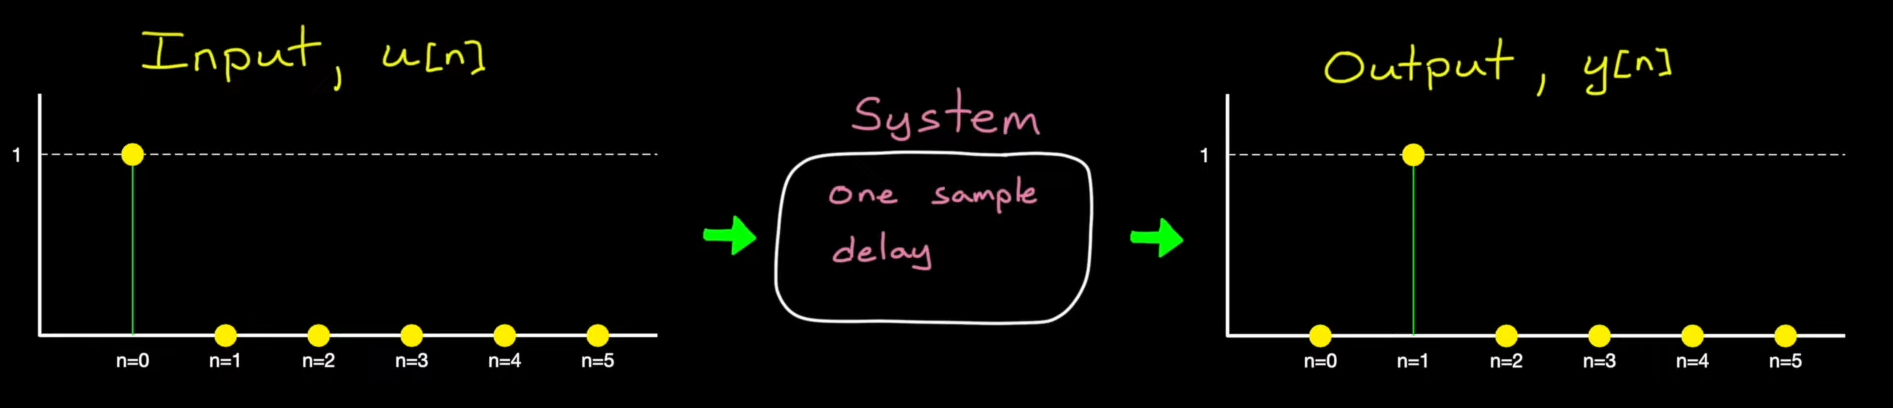 Input, u[n]
1
n=0 n=1 n=2 n=3 n=4 n=5
System
one sample
delay
Output, y[n]
1
n=0 n=1 n=2 n=3 n=4 n=5